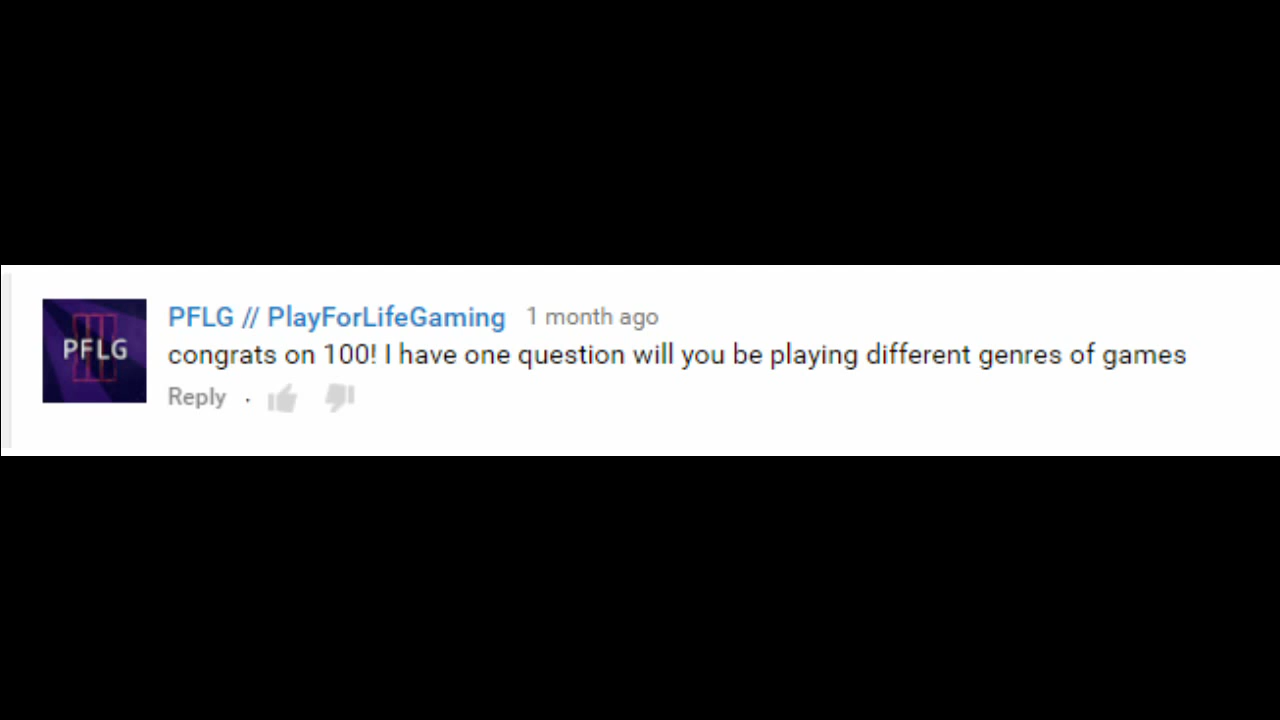 PFLG
PFLG // PlayForLifeGaming 1 month ago
congrats on 100! I have one question will you be playing different genres of games
Reply ·